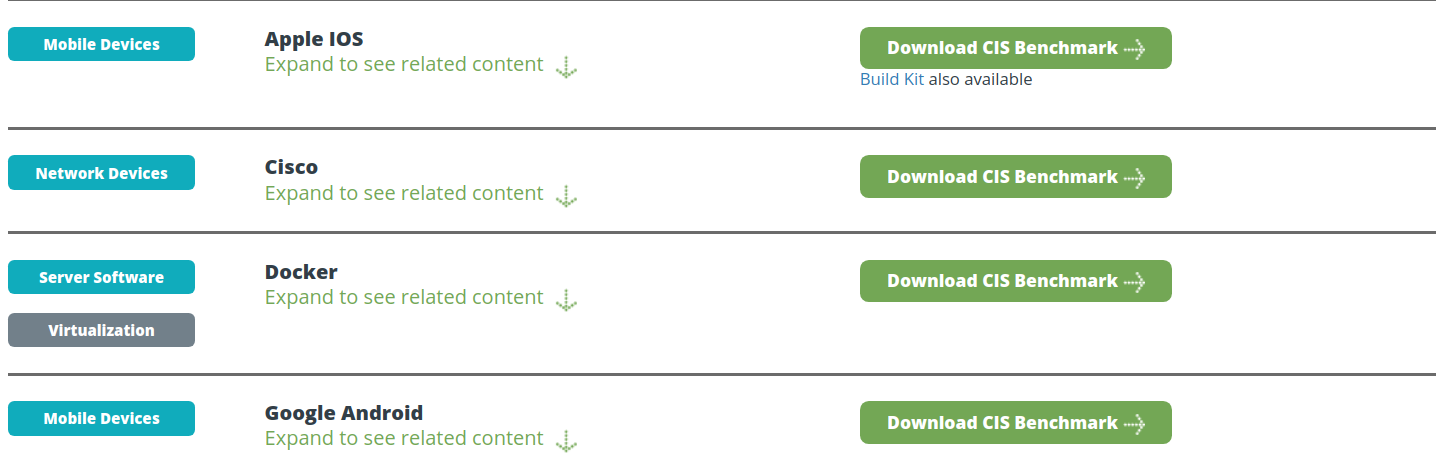 Mobile Devices
Apple IOS
Expand to see related content
Download CIS Benchmark
Build Kit also available
Network Devices
Cisco
Expand to see related content
Download CIS Benchmark
Server Software
Virtualization
Docker
Expand to see related content
Download CIS Benchmark
Mobile Devices
Google Android
Expand to see related content
Download CIS Benchmark